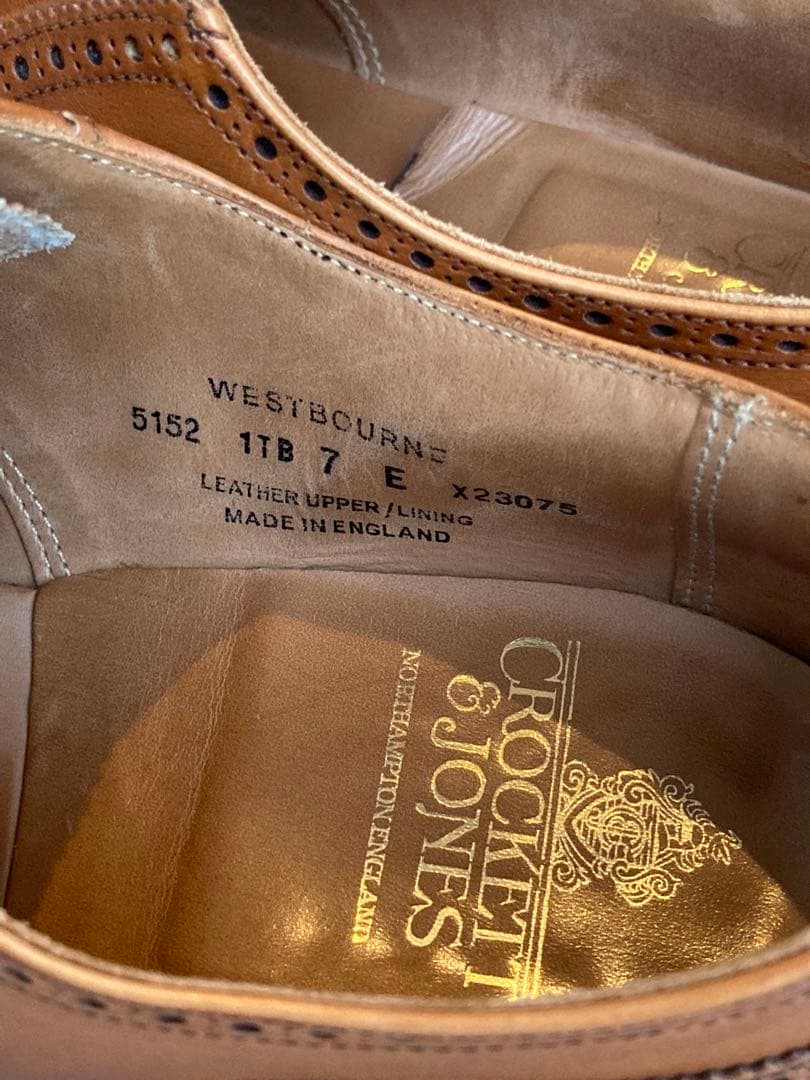 WESTBOURNE
5152 1TB 7 E X23075
LEATHER UPPER/LINING
MADE IN ENGLAND
CROCKETT
& JONES
NORTHAMPTON, ENGLAND